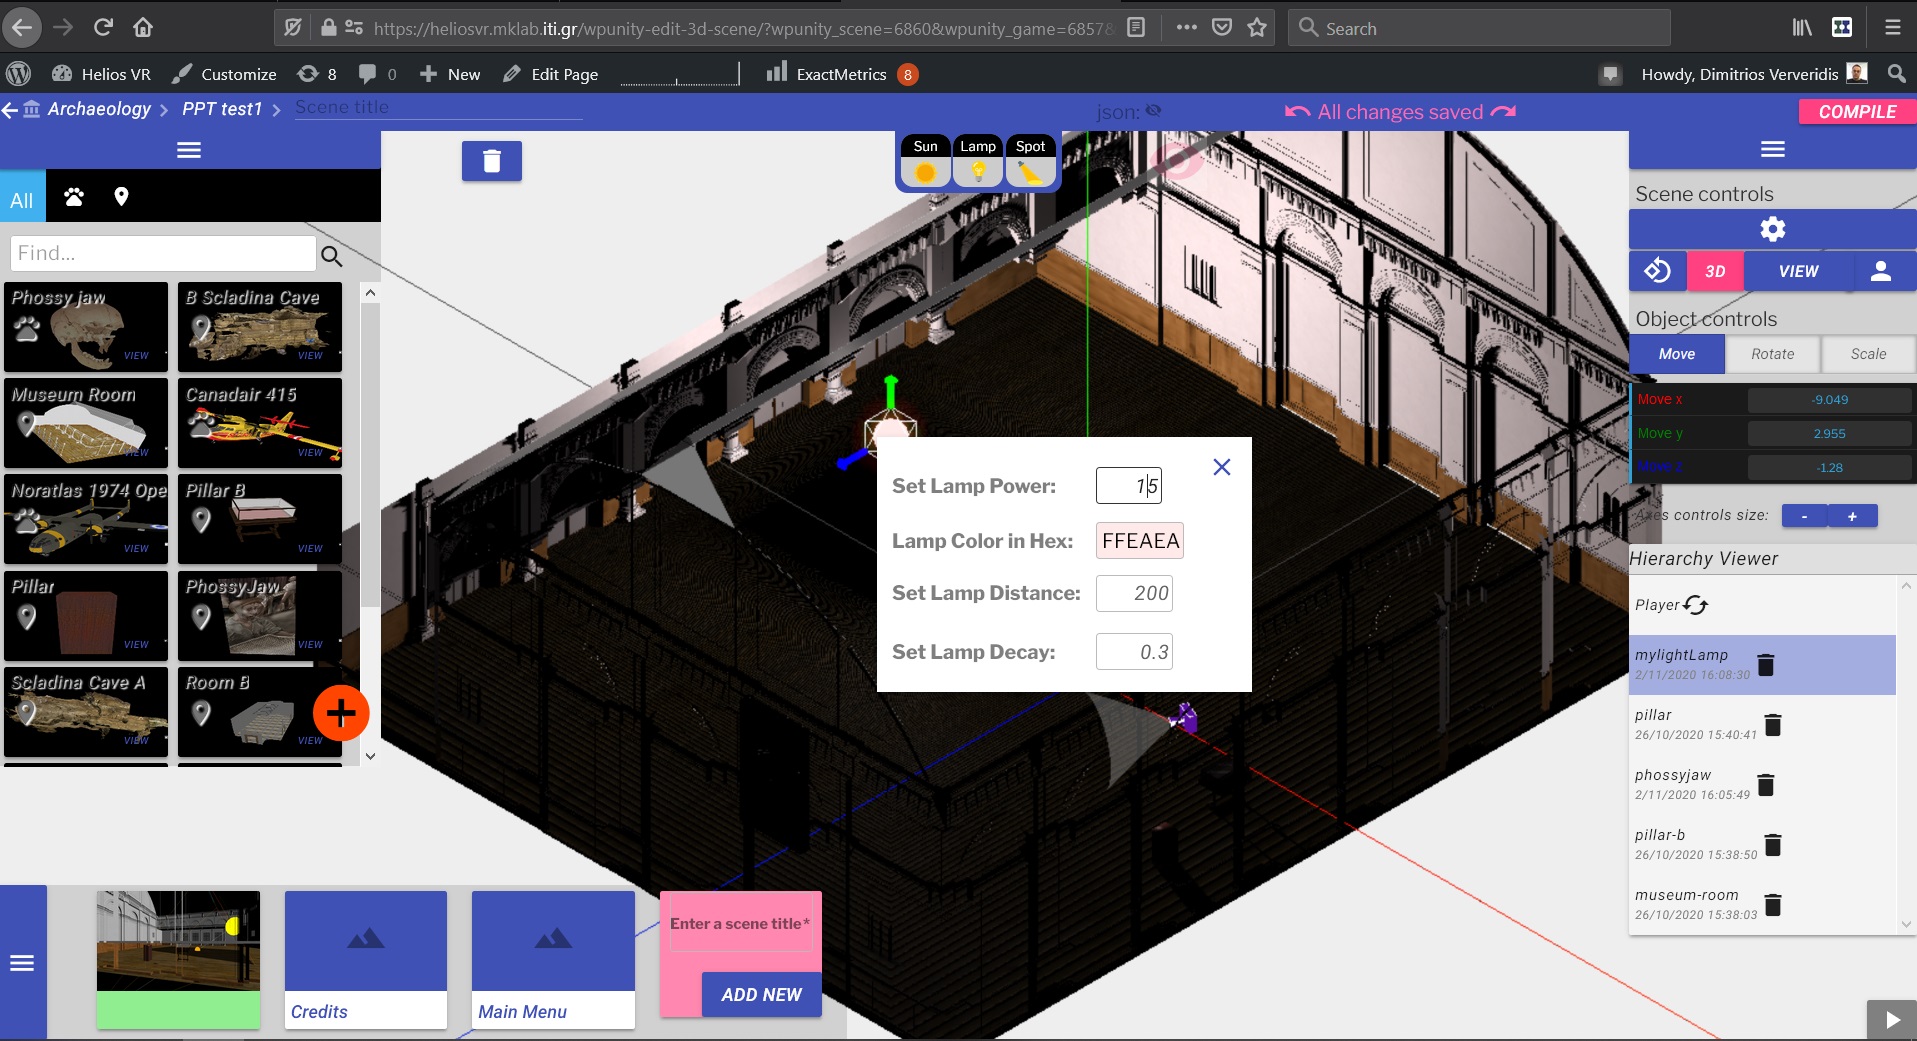 https://heliosvr.mklab.iti.gr/wpunity-edit-3d-scene/?wpunity_scene=6860&wpunity_game=6857&
Search
Helios VR
Customize
8
0
New
Edit Page
ExactMetrics 8
Howdy, Dimitrios Ververidis
Archaeology
PPT test1
Scene title
json:
All changes saved
COMPILE
Sun
Lamp
Spot
All
Find...
Phossy jaw
VIEW
B Scladina Cave
VIEW
Museum Room
VIEW
Canadair 415
VIEW
Noratlas 1974 Ope
VIEW
Pillar B
VIEW
Pillar
VIEW
PhossyJaw
VIEW
Scladina Cave A
VIEW
Room B
VIEW
Set Lamp Power: 15
Lamp Color in Hex: FFEAEA
Set Lamp Distance: 200
Set Lamp Decay: 0.3
Scene controls
3D
VIEW
Object controls
Move
Rotate
Scale
Move x -9.049
Move y 2.955
Move z -1.28
Axes controls size: - +
Hierarchy Viewer
Player
mylightLamp
2/11/2020 16:08:30
pillar
26/10/2020 15:40:41
phossyjaw
2/11/2020 16:05:49
pillar-b
26/10/2020 15:38:50
museum-room
26/10/2020 15:38:03
Credits
Main Menu
Enter a scene title*
ADD NEW